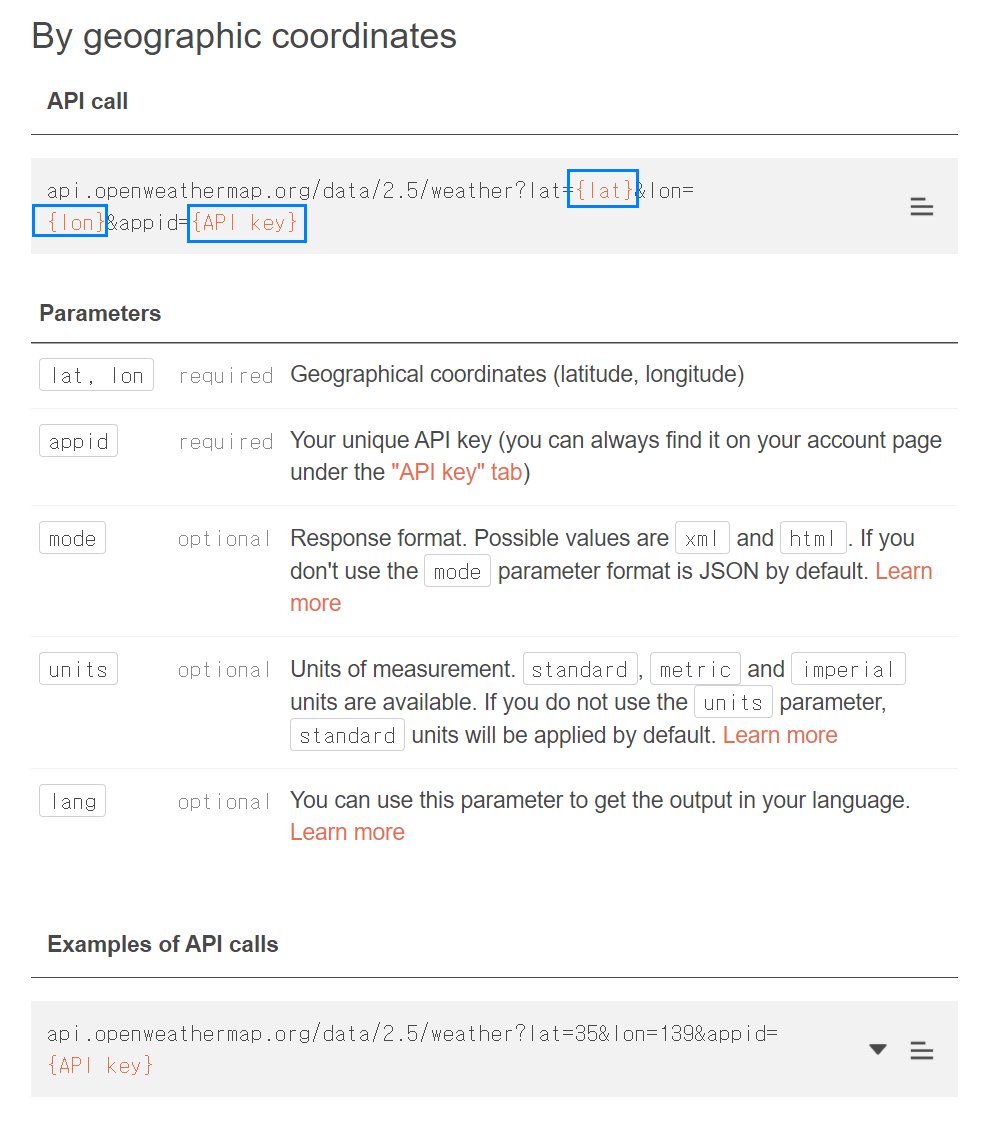 By geographic coordinates
API call
api.openweathermap.org/data/2.5/weather?lat={lat}&lon=
{lon}&appid={API key}
Parameters
lat, lon required Geographical coordinates (latitude, longitude)
appid required Your unique API key (you can always find it on your account page
under the "API key" tab)
mode optional Response format. Possible values are xml and html. If you
don't use the mode parameter format is JSON by default. Learn
more
units optional Units of measurement. standard, metric and imperial
units are available. If you do not use the units parameter,
standard units will be applied by default. Learn more
lang optional You can use this parameter to get the output in your language.
Learn more
Examples of API calls
api.openweathermap.org/data/2.5/weather?lat=35&lon=139&appid=
{API key}